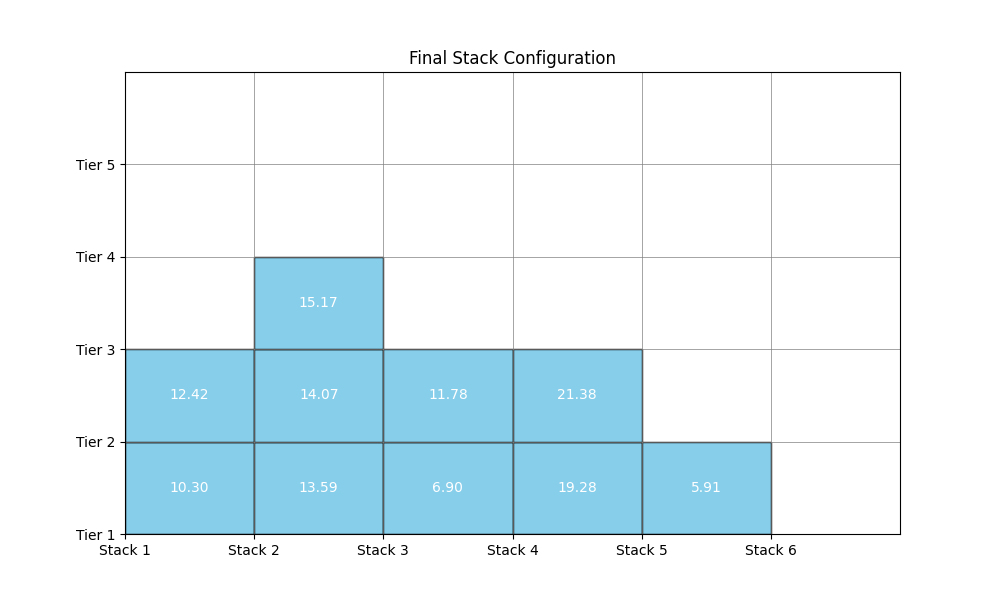 Final Stack Configuration
Tier 5
Tier 4
15.17
Tier 3
12.42 14.07 11.78 21.38
Tier 2
10.30 13.59 6.90 19.28 5.91
Tier 1
Stack 1 Stack 2 Stack 3 Stack 4 Stack 5 Stack 6